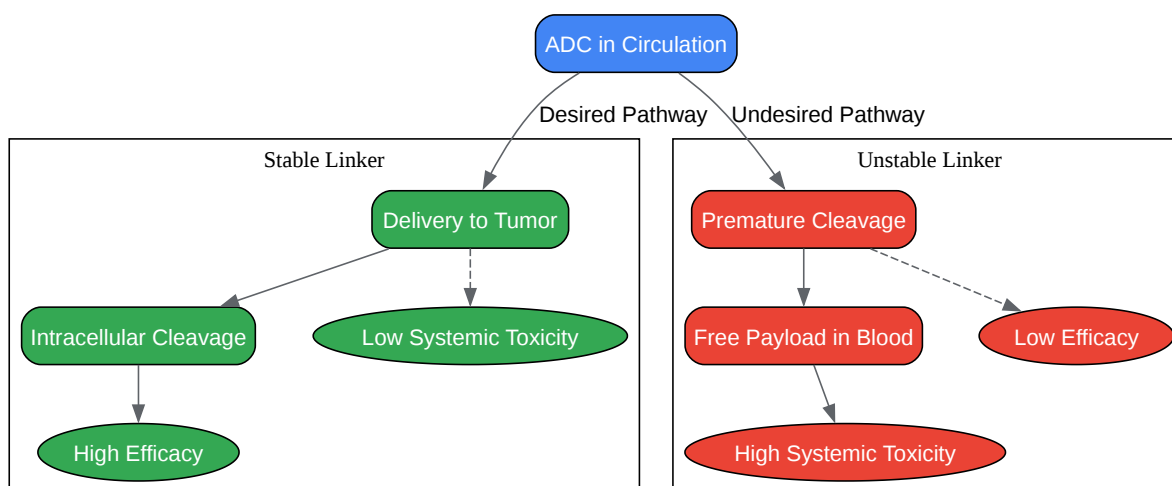 ADC in Circulation
Desired Pathway
Undesired Pathway
Stable Linker
Unstable Linker
Delivery to Tumor
Premature Cleavage
Intracellular Cleavage
Low Systemic Toxicity
Free Payload in Blood
Low Efficacy
High Efficacy
High Systemic Toxicity